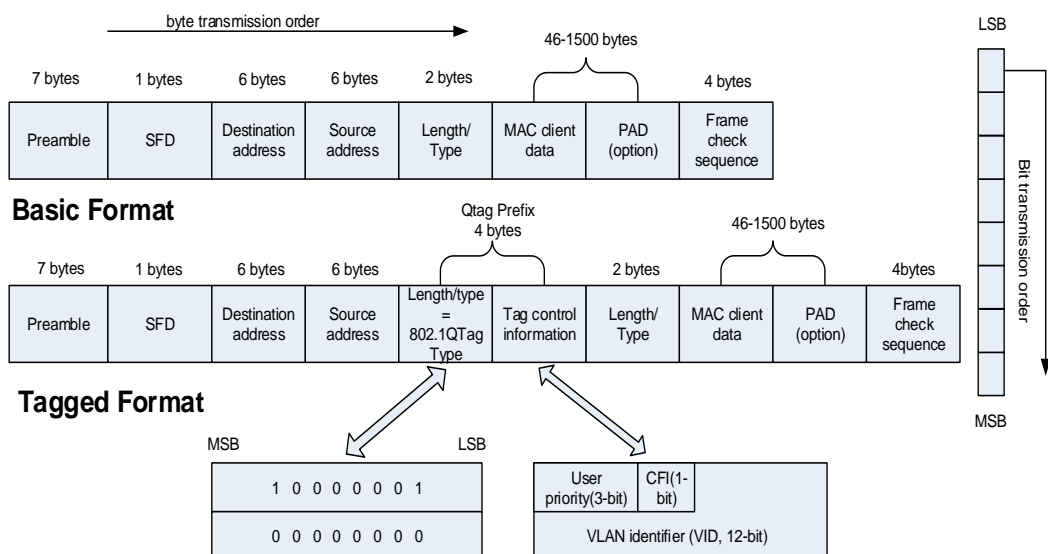 byte transmission order
46-1500 bytes
LSB
7 bytes
1 bytes
6 bytes
6 bytes
2 bytes
4 bytes
Preamble
SFD
Destination
address
Source
address
Length/
Type
MAC client
data
PAD
(option)
Frame
check
sequence
Bit transmission order
Basic Format
Qtag Prefix
4 bytes
46-1500 bytes
7 bytes
1 bytes
6 bytes
6 bytes
2 bytes
4bytes
Preamble
SFD
Destination
address
Source
address
Length/type
=
802.1QTag
Type
Tag control
information
Length/
Type
MAC client
data
PAD
(option)
Frame
check
sequence
Tagged Format
MSB
MSB
LSB
1 0 0 0 0 0 0 1
0 0 0 0 0 0 0 0
User
priority(3-bit)
CFI(1-
bit)
VLAN identifier (VID, 12-bit)